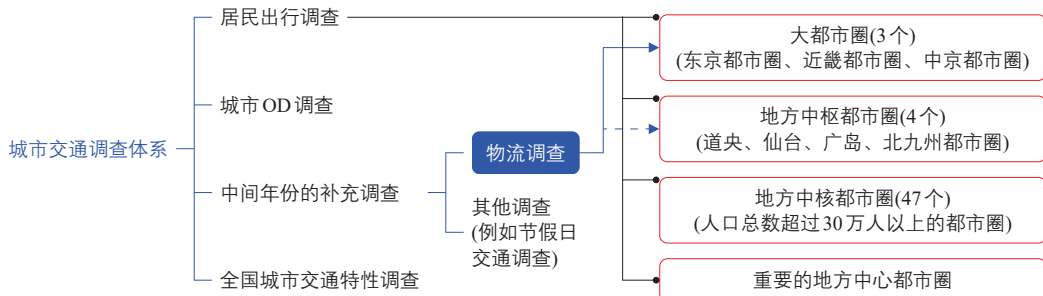 城市交通调查体系
居民出行调查
城市OD调查
中间年份的补充调查
全国城市交通特性调查
物流调查
其他调查
(例如节假日
交通调查)
大都市圈(3个)
(东京都市圈、近畿都市圈、中京都市圈)
地方中枢都市圈(4个)
(道央、仙台、广岛、北九州都市圈)
地方中核都市圈(47个)
(人口总数超过30万人以上的都市圈)
重要的地方中心都市圈